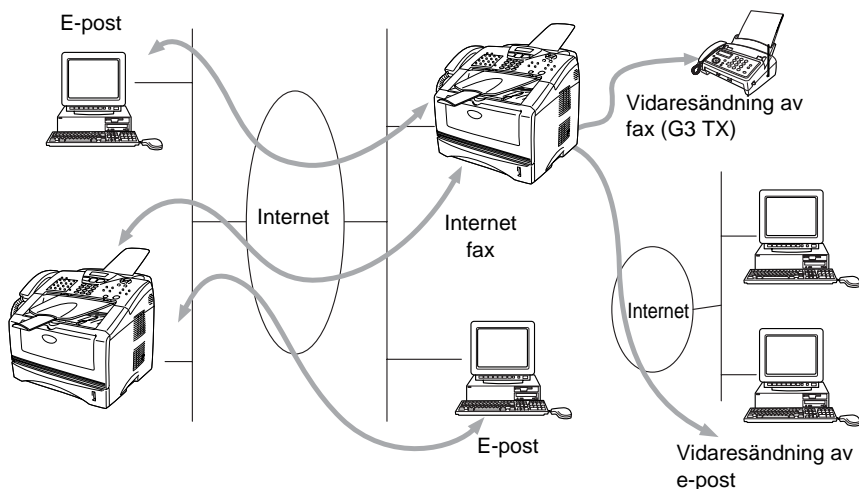 E-post
Vidaresändning av
fax (G3 TX)
Internet
Internet
fax
Internet
E-post
Vidaresändning av
e-post